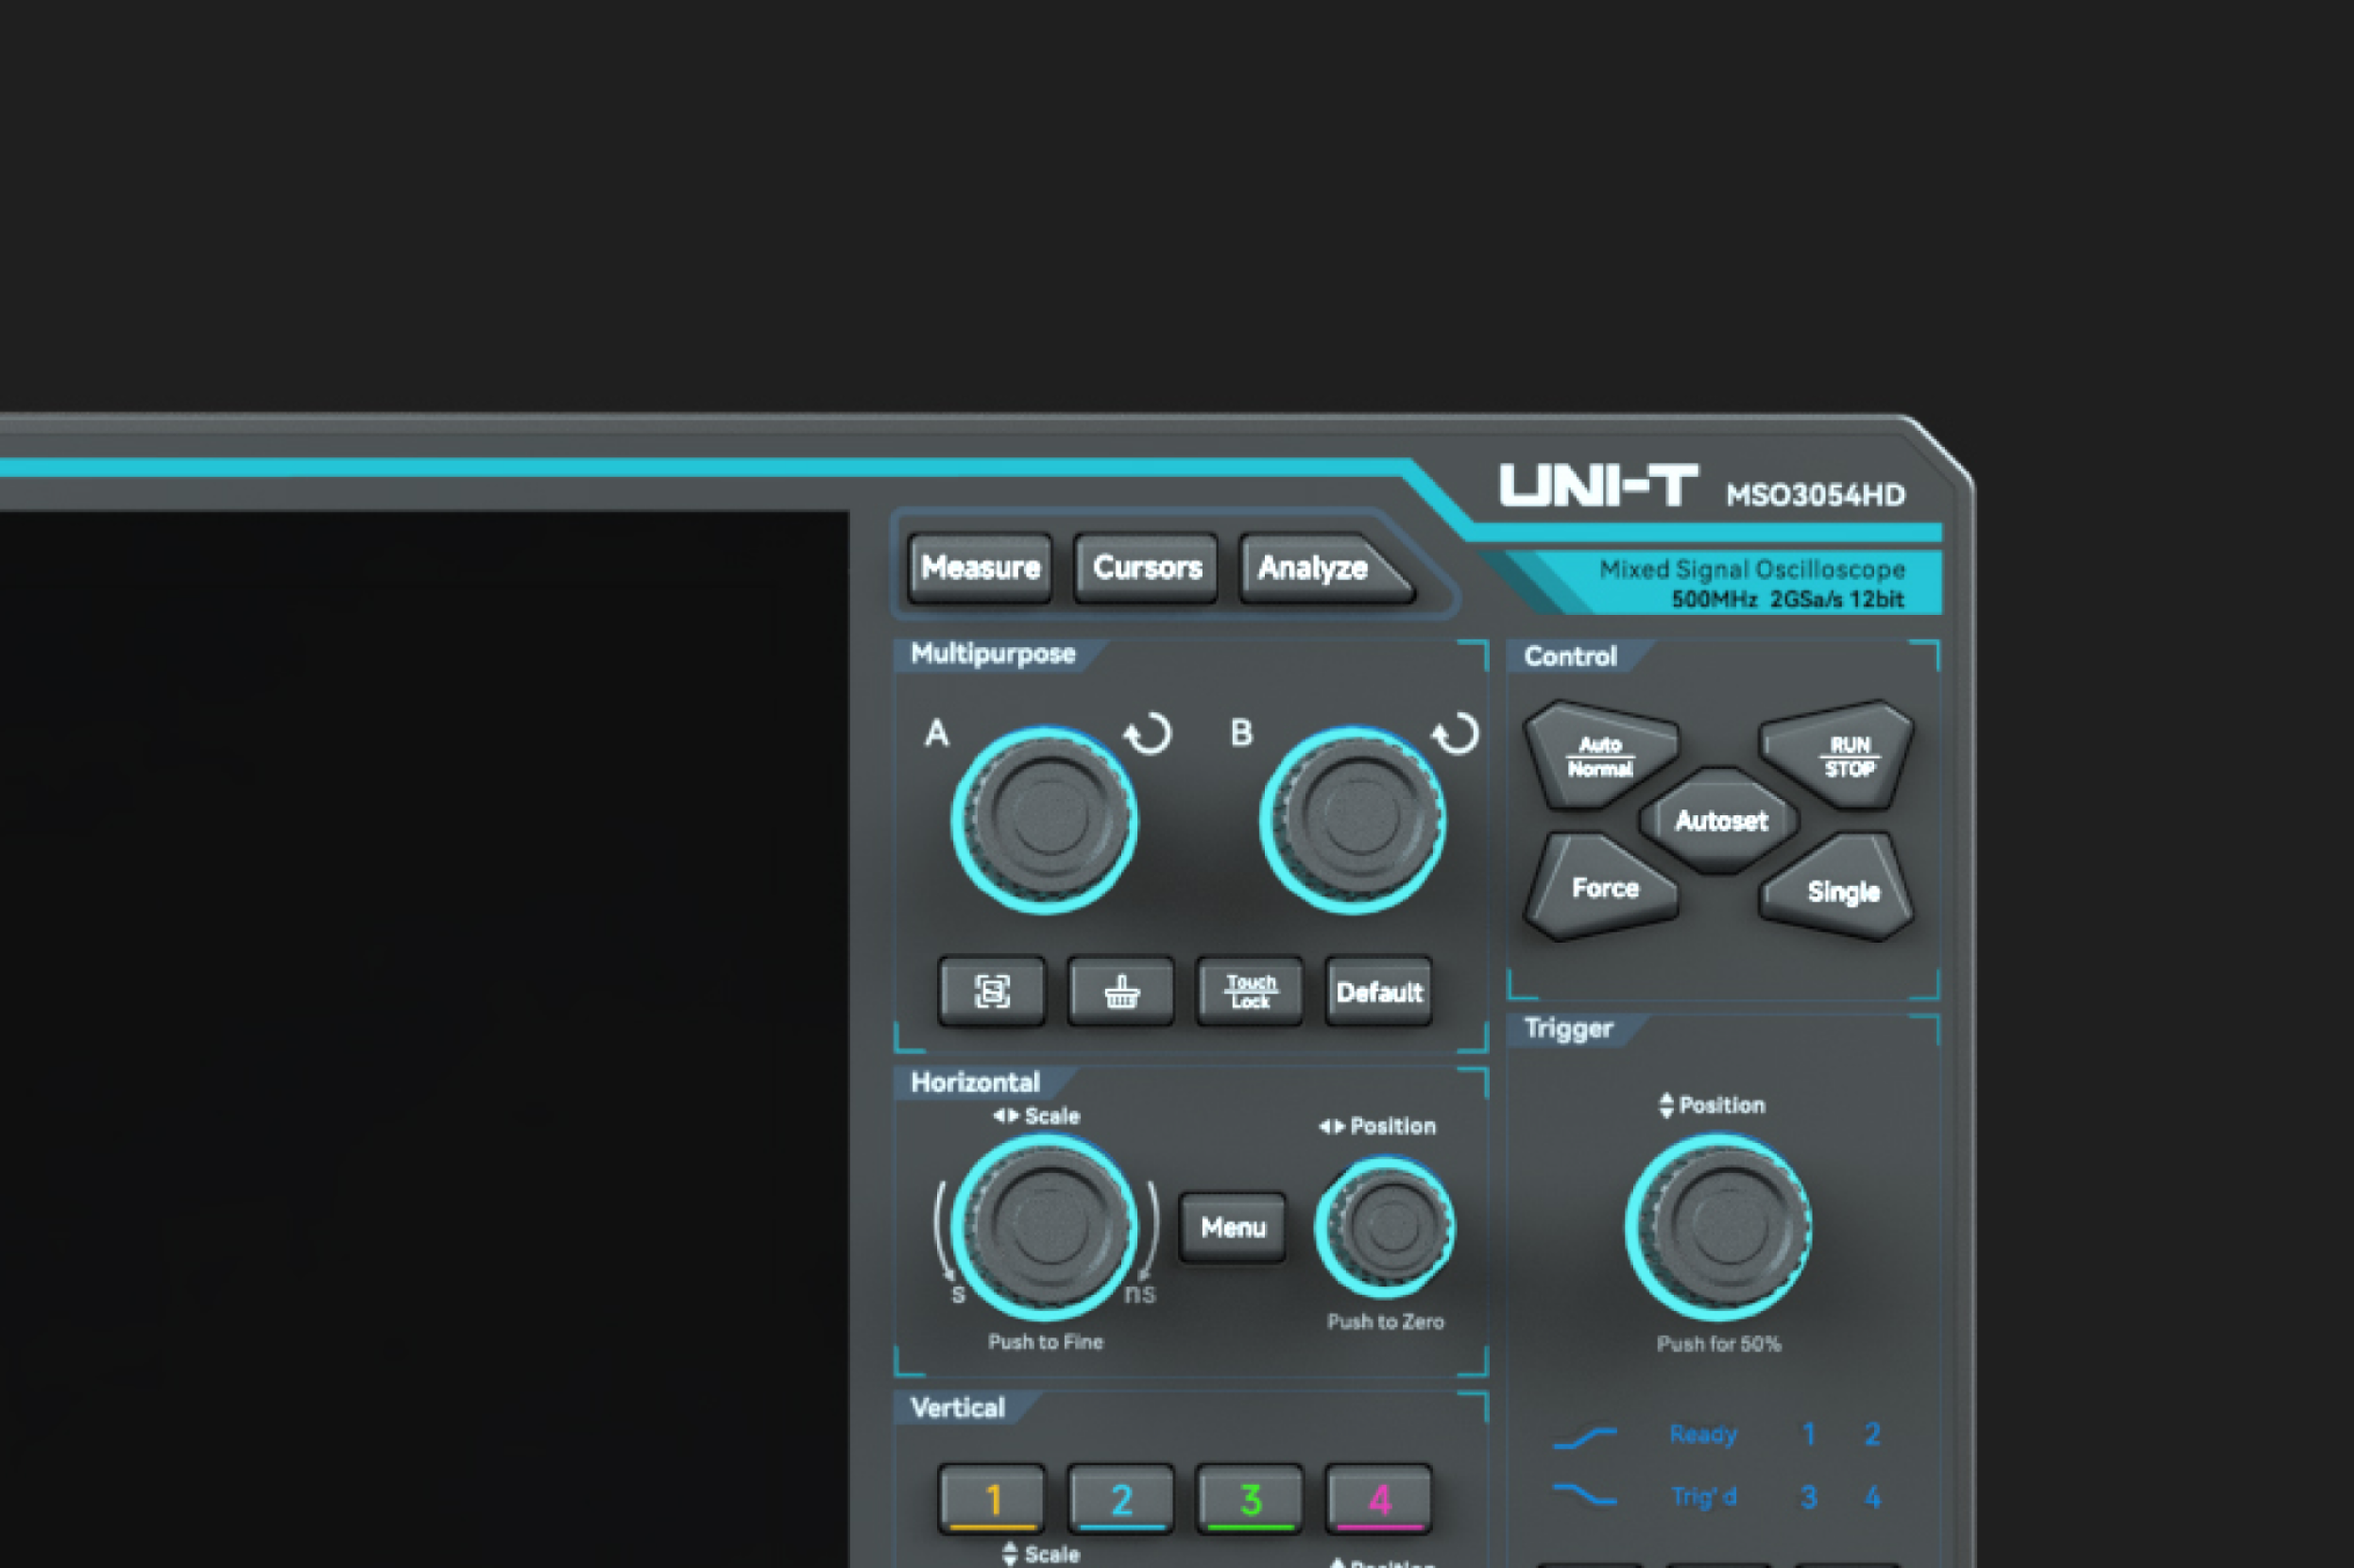 UNI-T MSO3054HD
Mixed Signal Oscilloscope
500MHz 2GSa/s 12bit
Measure Cursors Analyze
Multipurpose
A B
Touch
Lock
Default
Control
Auto
Normal
RUN
STOP
Autoset
Force
Single
Horizontal
Scale
Position
Menu
s ns
Push to Fine
Push to Zero
Trigger
Position
Push for 50%
Ready 1 2
Trig' d 3 4
Vertical
1 2 3 4
Scale
Position